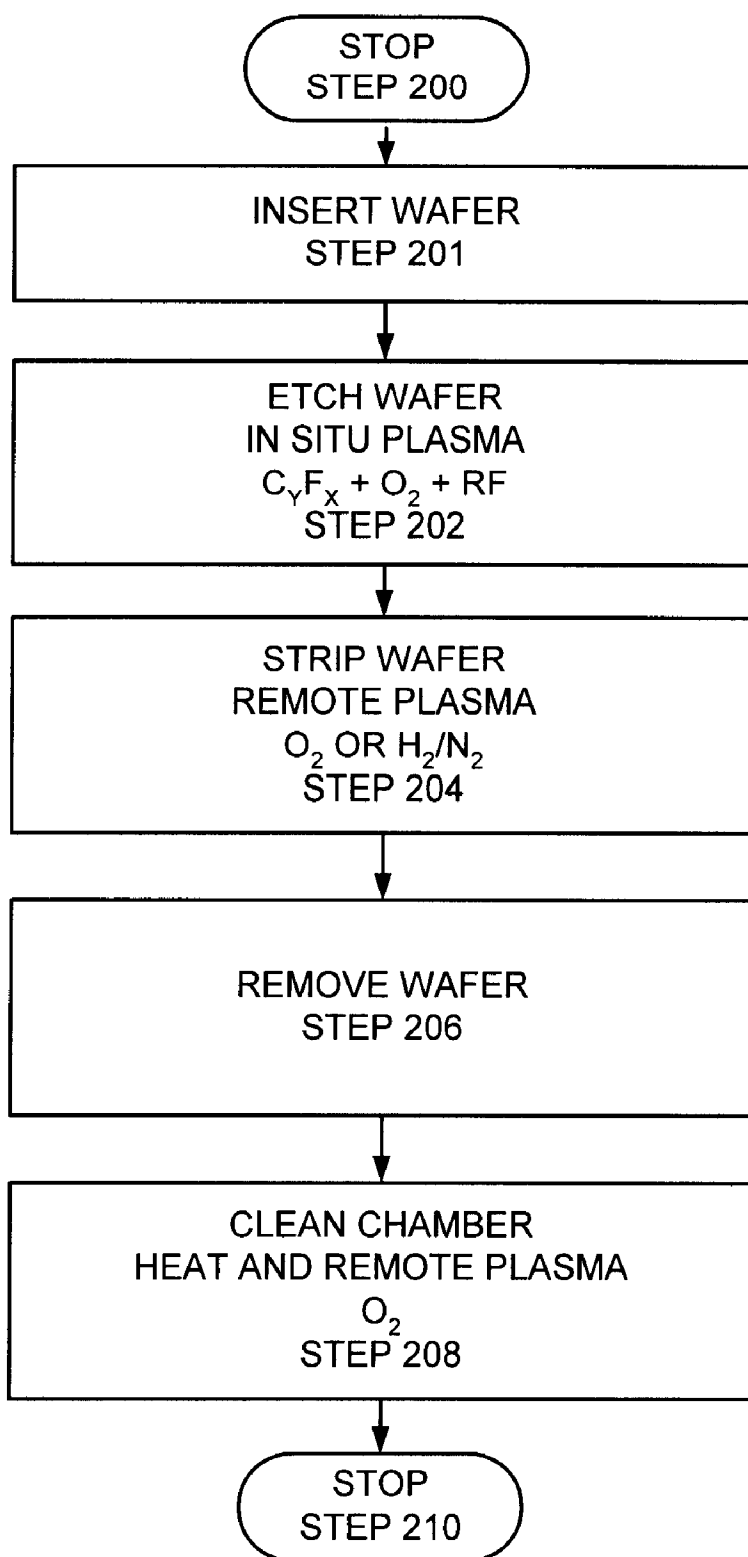 STOP
STEP 200
INSERT WAFER
STEP 201
ETCH WAFER
IN SITU PLASMA
C_YF_X + O₂ + RF
STEP 202
STRIP WAFER
REMOTE PLASMA
O₂ OR H₂/N₂
STEP 204
REMOVE WAFER
STEP 206
CLEAN CHAMBER
HEAT AND REMOTE PLASMA
O₂
STEP 208
STOP
STEP 210